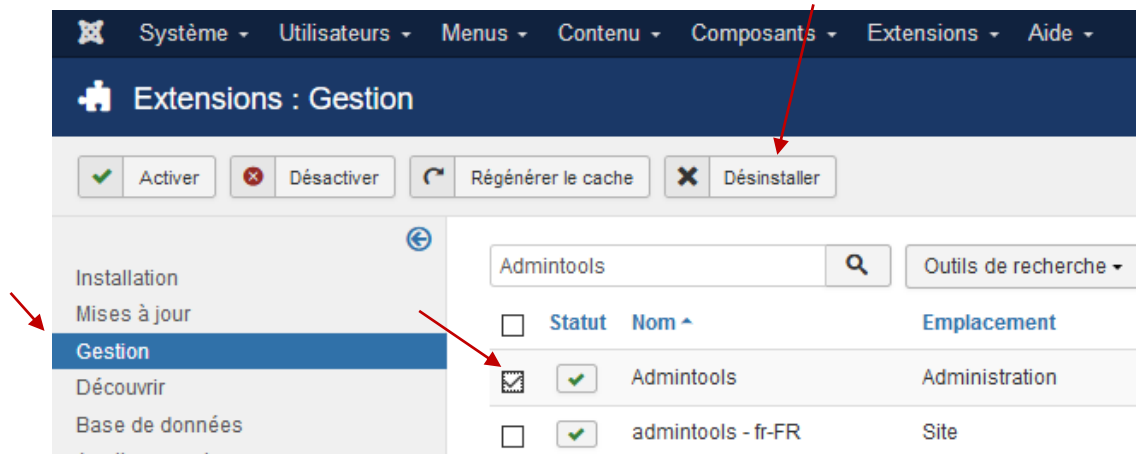 Système Utilisateurs Menus Contenu Composants Extensions Aide
Extensions : Gestion
Activer Désactiver Régénérer le cache Désinstaller
Installation
Mises à jour
Gestion
Découvrir
Base de données
Admintools Outils de recherche
Statut Nom Emplacement
Admintools Administration
admintools - fr-FR Site